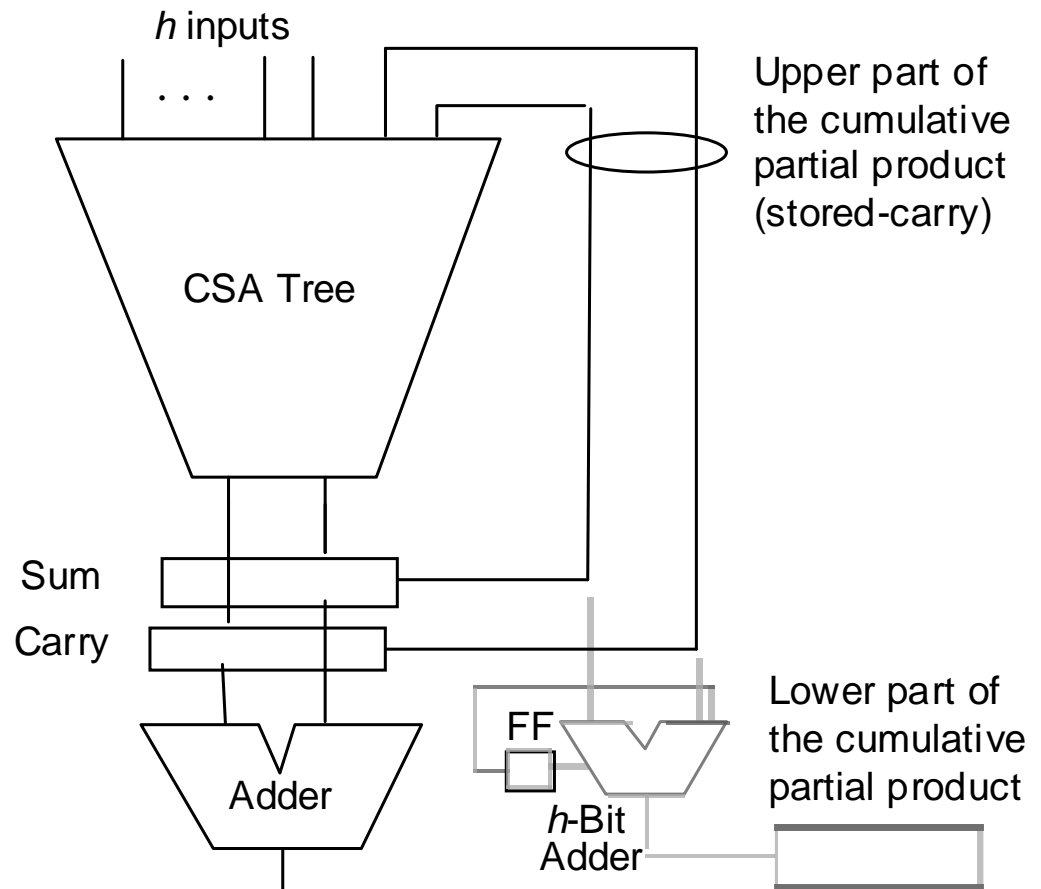 h inputs
. . .
Upper part of
the cumulative
partial product
(stored-carry)
CSA Tree
Sum
Carry
Adder
FF
h-Bit
Adder
Lower part of
the cumulative
partial product